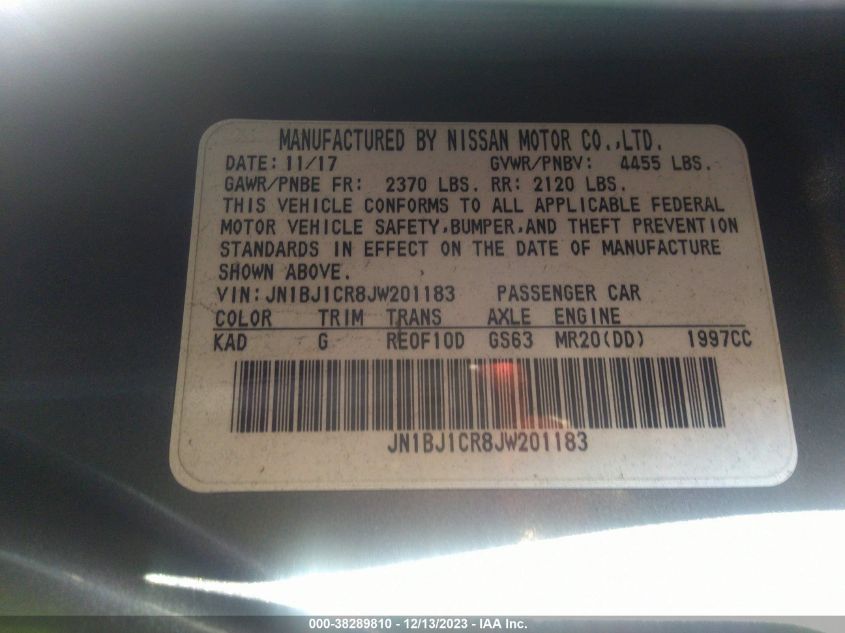 MANUFACTURED BY NISSAN MOTOR CO.,LTD.
DATE: 11/17 GVWR/PNBV: 4455 LBS.
GAWR/PNBE FR: 2370 LBS. RR: 2120 LBS.
THIS VEHICLE CONFORMS TO ALL APPLICABLE FEDERAL
MOTOR VEHICLE SAFETY,BUMPER,AND THEFT PREVENTION
STANDARDS IN EFFECT ON THE DATE OF MANUFACTURE
SHOWN ABOVE.
VIN: JN1BJ1CR8JW201183 PASSENGER CAR
COLOR TRIM TRANS AXLE ENGINE
KAD G RE0F10D GS63 MR20(DD) 1997CC
JN1BJ1CR8JW201183
000-38289810 - 12/13/2023 - IAA Inc.